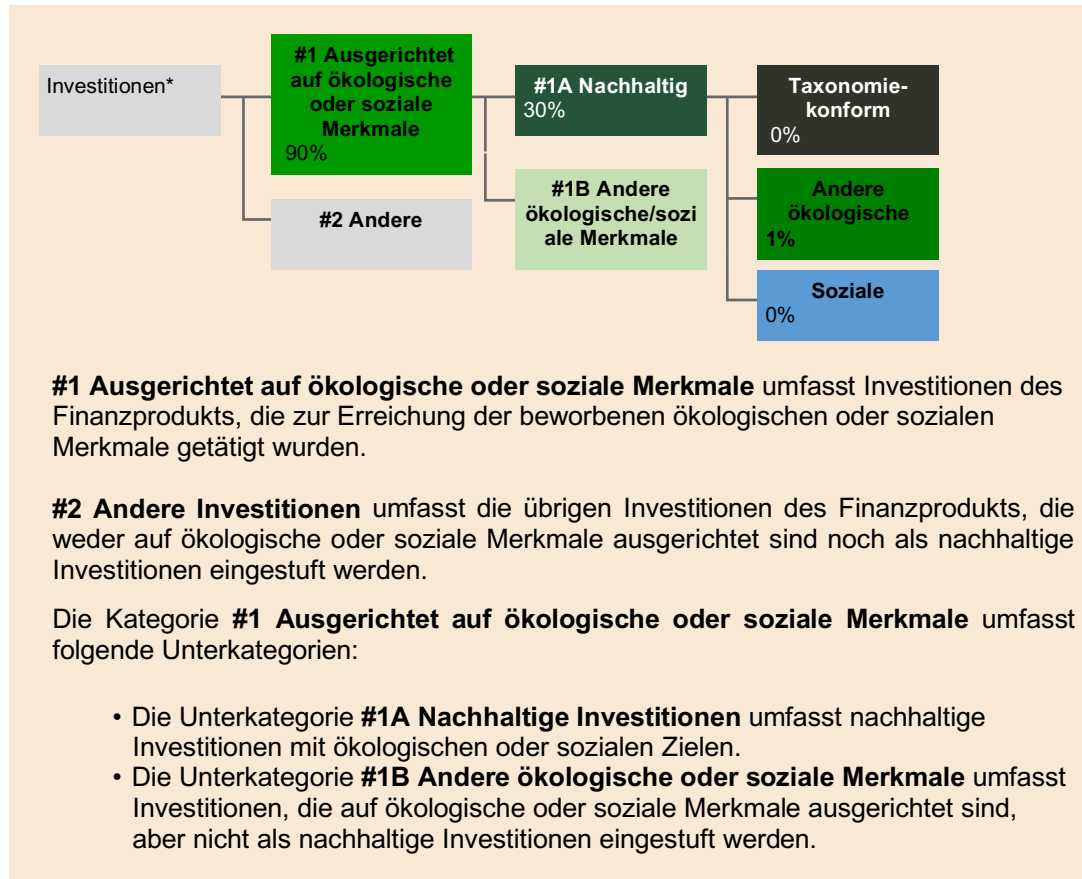 Investitionen*
#1 Ausgerichtet
auf ökologische
oder soziale
Merkmale
90%
#2 Andere
#1A Nachhaltig
30%
#1B Andere
ökologische/sozi
ale Merkmale
Taxonomie-
konform
0%
Andere
ökologische
1%
Soziale
0%
#1 Ausgerichtet auf ökologische oder soziale Merkmale umfasst Investitionen des
Finanzprodukts, die zur Erreichung der beworbenen ökologischen oder sozialen
Merkmale getätigt wurden.
#2 Andere Investitionen umfasst die übrigen Investitionen des Finanzprodukts, die
weder auf ökologische oder soziale Merkmale ausgerichtet sind noch als nachhaltige
Investitionen eingestuft werden.
Die Kategorie #1 Ausgerichtet auf ökologische oder soziale Merkmale umfasst
folgende Unterkategorien:
• Die Unterkategorie #1A Nachhaltige Investitionen umfasst nachhaltige
Investitionen mit ökologischen oder sozialen Zielen.
• Die Unterkategorie #1B Andere ökologische oder soziale Merkmale umfasst
Investitionen, die auf ökologische oder soziale Merkmale ausgerichtet sind,
aber nicht als nachhaltige Investitionen eingestuft werden.